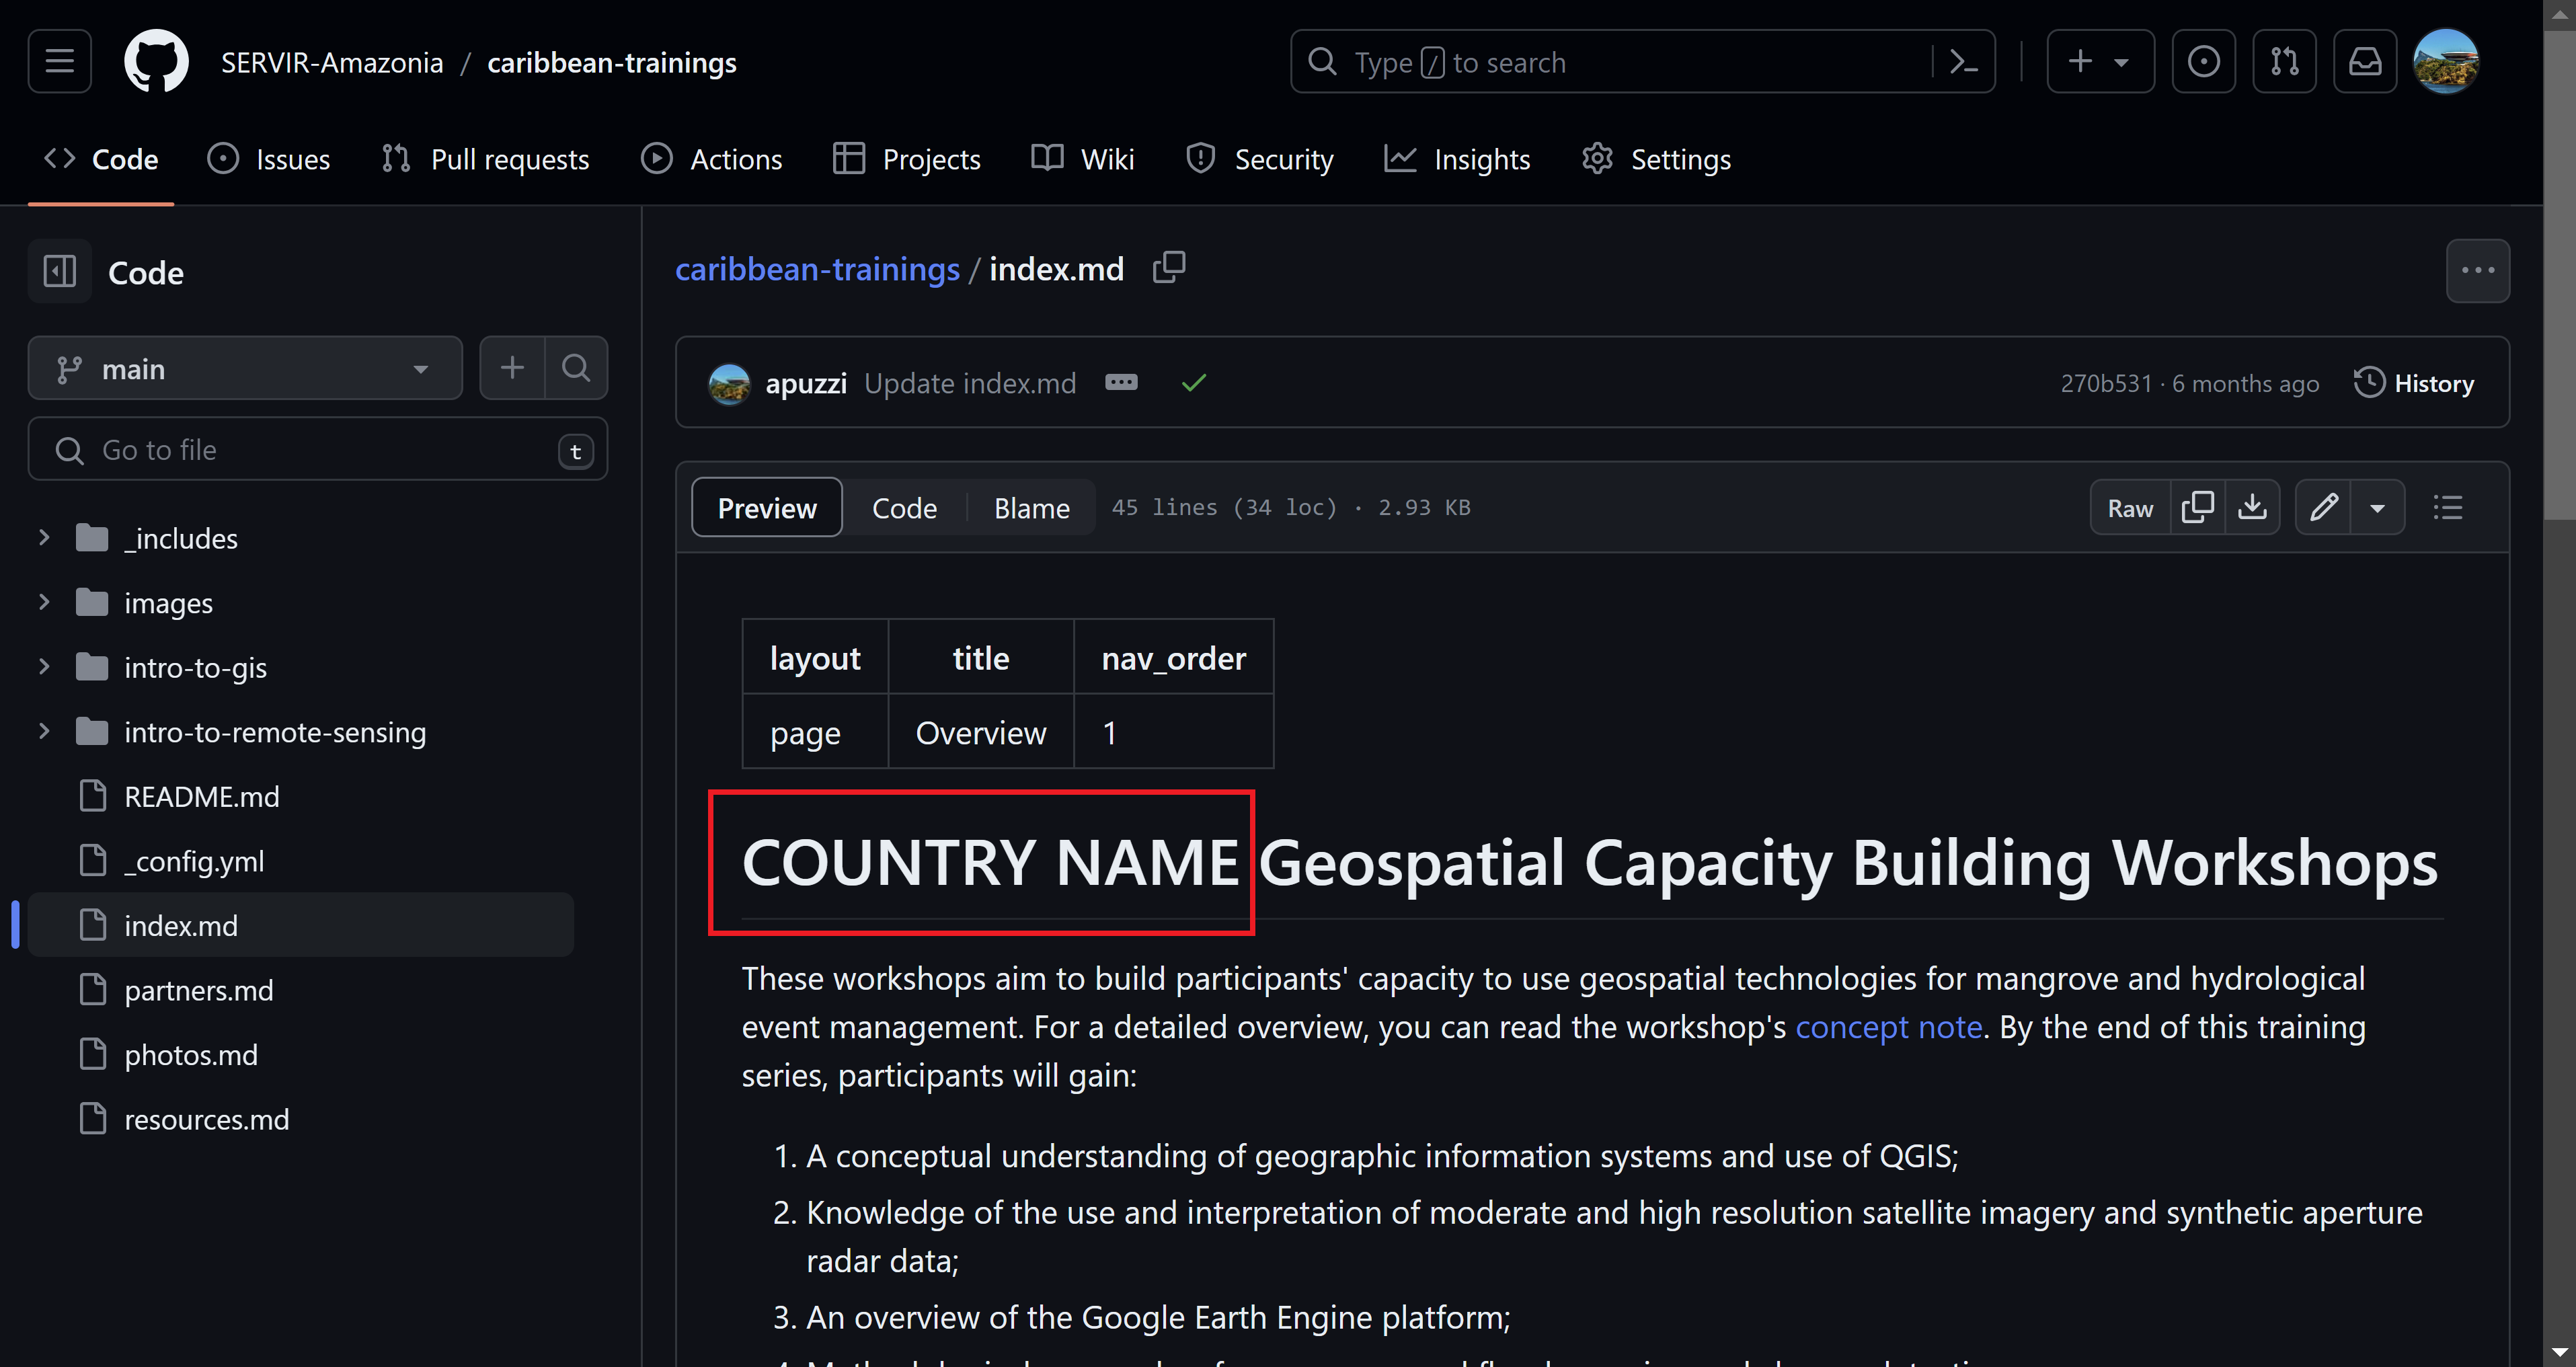 SERVIR-Amazonia / caribbean-trainings
Type / to search
Code Issues Pull requests Actions Projects Wiki Security Insights Settings
Code
main
Go to file t
_includes
images
intro-to-gis
intro-to-remote-sensing
README.md
_config.yml
index.md
partners.md
photos.md
resources.md
caribbean-trainings / index.md
apuzzi Update index.md 270b531 · 6 months ago History
Preview Code Blame 45 lines (34 loc) · 2.93 KB Raw
layout title nav_order
page Overview 1
COUNTRY NAME Geospatial Capacity Building Workshops
These workshops aim to build participants' capacity to use geospatial technologies for mangrove and hydrological
event management. For a detailed overview, you can read the workshop's concept note. By the end of this training
series, participants will gain:
1. A conceptual understanding of geographic information systems and use of QGIS;
2. Knowledge of the use and interpretation of moderate and high resolution satellite imagery and synthetic aperture
radar data;
3. An overview of the Google Earth Engine platform;